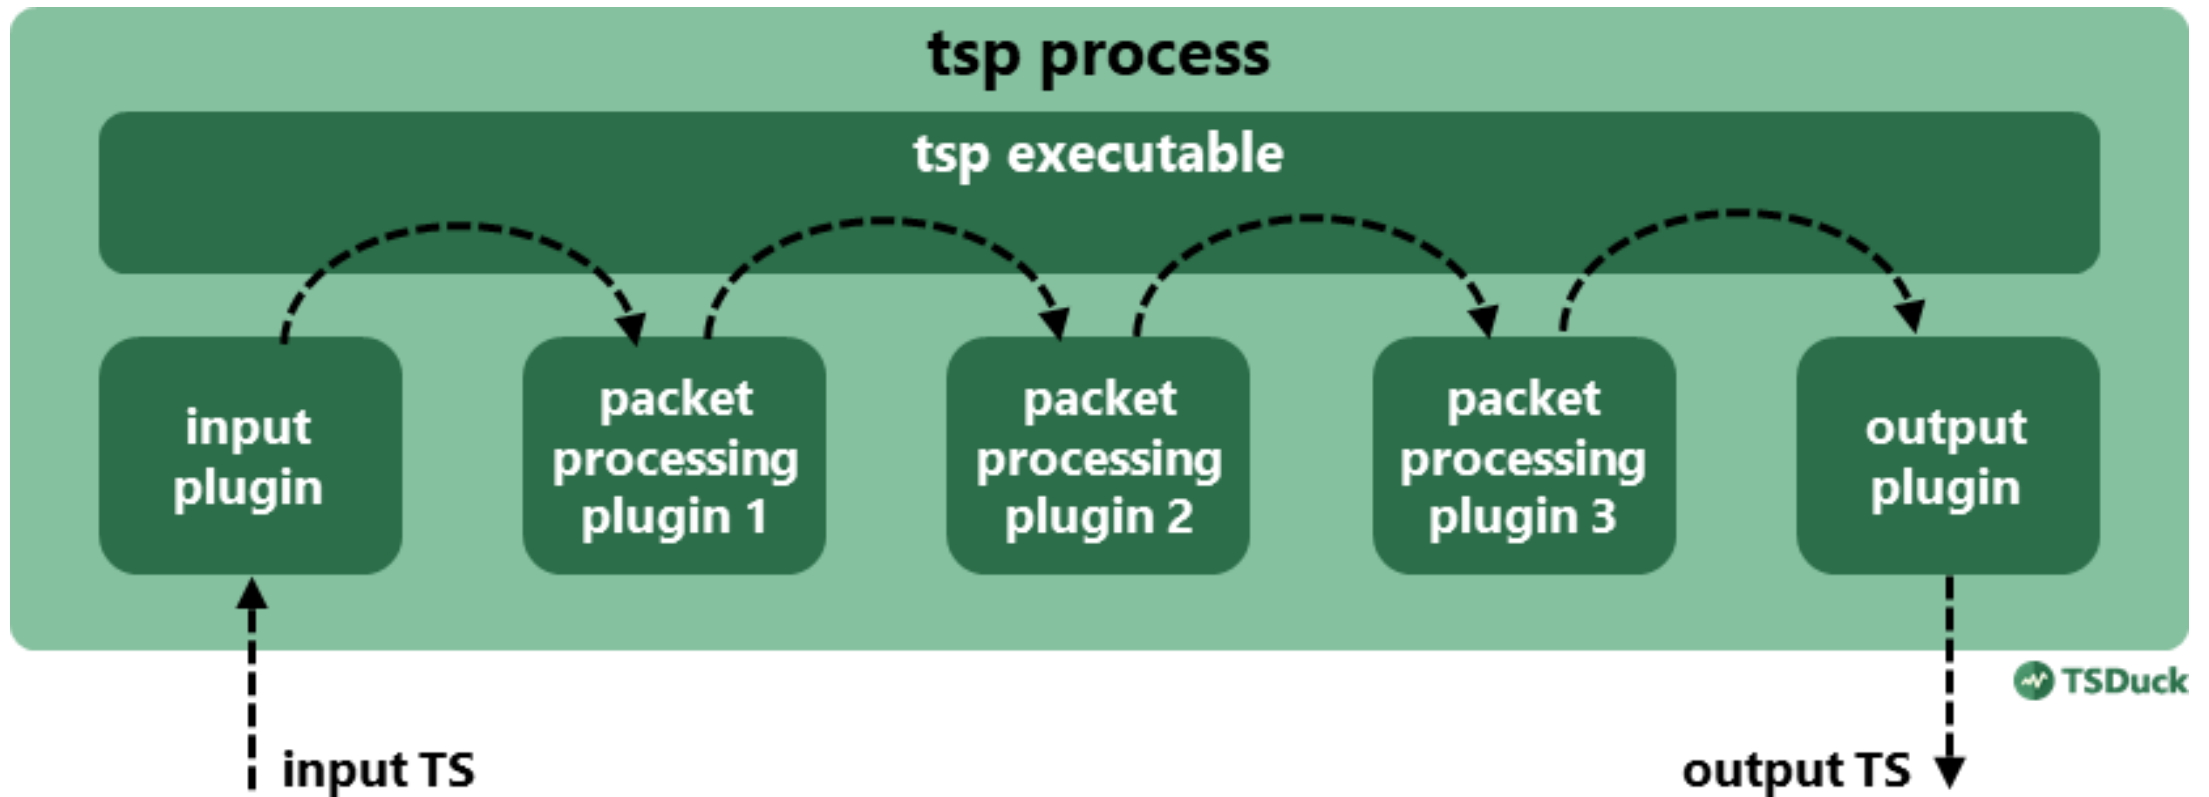 tsp process
tsp executable
input
plugin
packet
processing
plugin 1
packet
processing
plugin 2
packet
processing
plugin 3
output
plugin
TSDuck
input TS
output TS